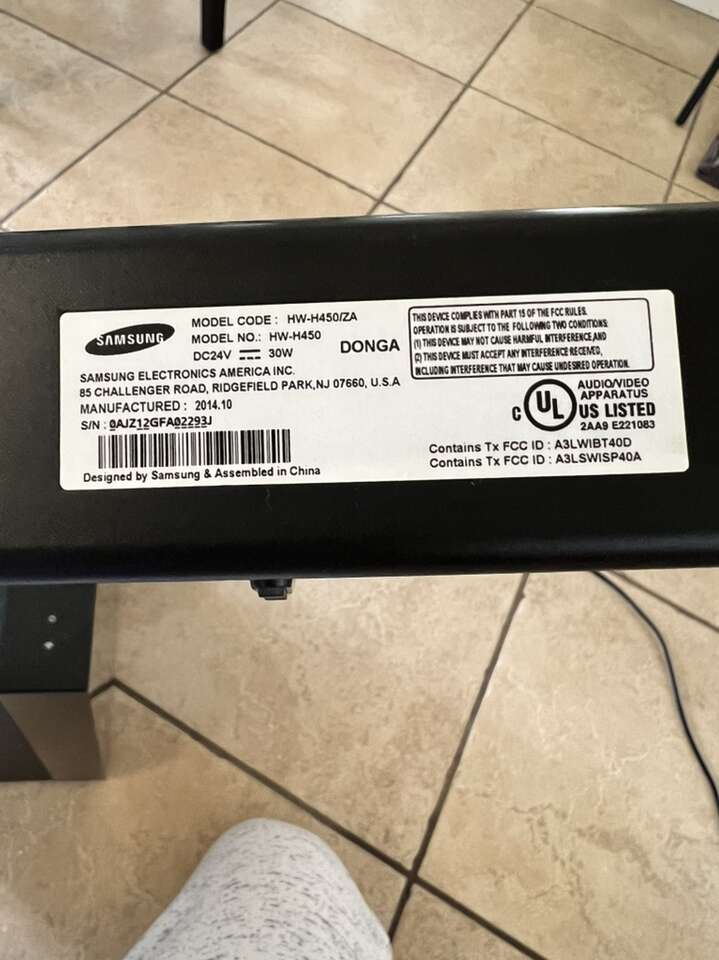 SAMSUNG
MODEL CODE : HW-H450/ZA
MODEL NO.: HW-H450
DC24V 30W
DONGA
SAMSUNG ELECTRONICS AMERICA INC.
85 CHALLENGER ROAD, RIDGEFIELD PARK,NJ 07660, U.S.A
MANUFACTURED : 2014.10
S/N : 0AJZ12GFA02293J
Designed by Samsung & Assembled in China
THIS DEVICE COMPLIES WITH PART 15 OF THE FCC RULES.
OPERATION IS SUBJECT TO THE FOLLOWING TWO CONDITIONS:
(1) THIS DEVICE MAY NOT CAUSE HARMFUL INTERFERENCE,AND
(2) THIS DEVICE MUST ACCEPT ANY INTERFERENCE RECEIVED,
INCLUDING INTERFERENCE THAT MAY CAUSE UNDESIRED OPERATION.
C UL US LISTED
AUDIO/VIDEO
APPARATUS
2AA9 E221083
Contains Tx FCC ID : A3LWIBT40D
Contains Tx FCC ID : A3LSWISP40A